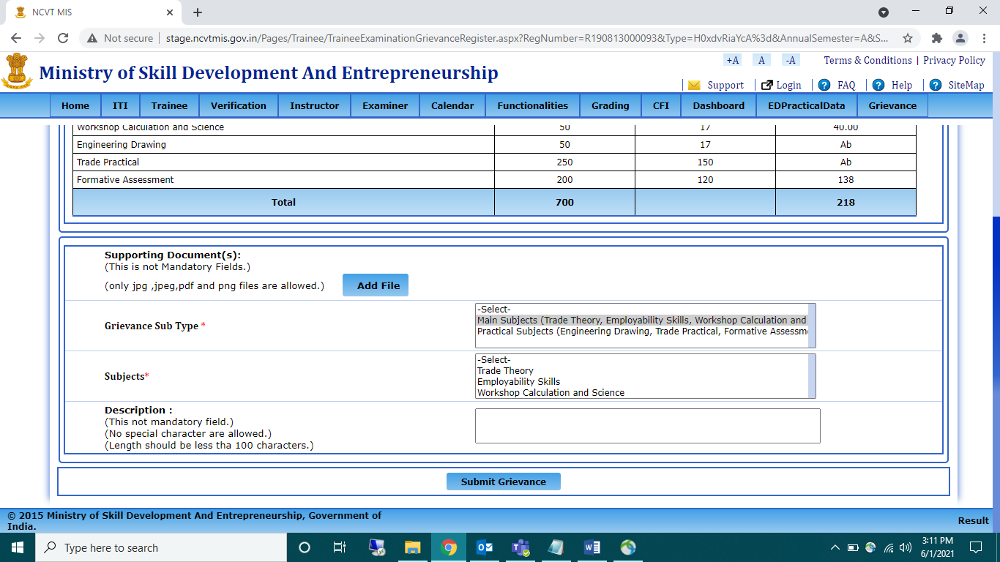 NCVT MIS
Not secure | stage.ncvtmis.gov.in/Pages/Trainee/TraineeExaminationGrievanceRegister.aspx?RegNumber=R190813000093&Type=H0xdvRiaYcA%3d&AnnualSemester=A&S...
+A A -A Terms & Conditions | Privacy Policy
Ministry of Skill Development And Entrepreneurship
Support Login FAQ Help SiteMap
Home ITI Trainee Verification Instructor Examiner Calendar Functionalities Grading CFI Dashboard EDPracticalData Grievance
Workshop Calculation and Science 50 17 40.00
Engineering Drawing 50 17 Ab
Trade Practical 250 150 Ab
Formative Assessment 200 120 138
Total 700 218
Supporting Document(s):
(This is not Mandatory Fields.)
(only jpg ,jpeg,pdf and png files are allowed.) Add File
Grievance Sub Type *
-Select-
Main Subjects (Trade Theory, Employability Skills, Workshop Calculation and
Practical Subjects (Engineering Drawing, Trade Practical, Formative Assessm
Subjects*
-Select-
Trade Theory
Employability Skills
Workshop Calculation and Science
Description :
(This not mandatory field.)
(No special character are allowed.)
(Length should be less tha 100 characters.)
Submit Grievance
© 2015 Ministry of Skill Development And Entrepreneurship, Government of
India.
Result
Type here to search
3:11 PM
6/1/2021